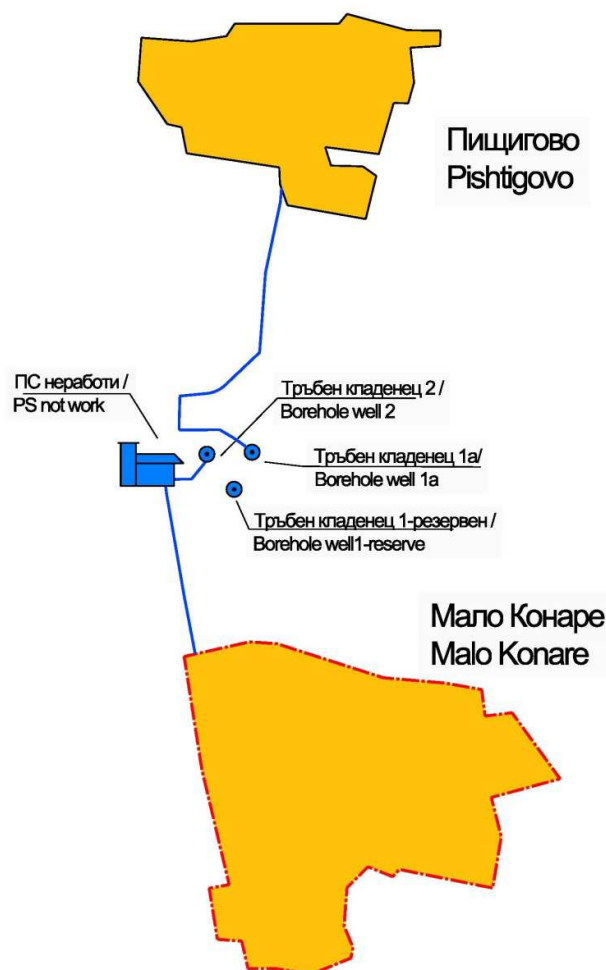 Пищигово
Pishtigovo
ПС неработи /
PS not work
Тръбен кладенец 2 /
Borehole well 2
Тръбен кладенец 1а/
Borehole well 1a
Тръбен кладенец 1-резервен /
Borehole well1-reserve
Мало Конаре
Malo Konare